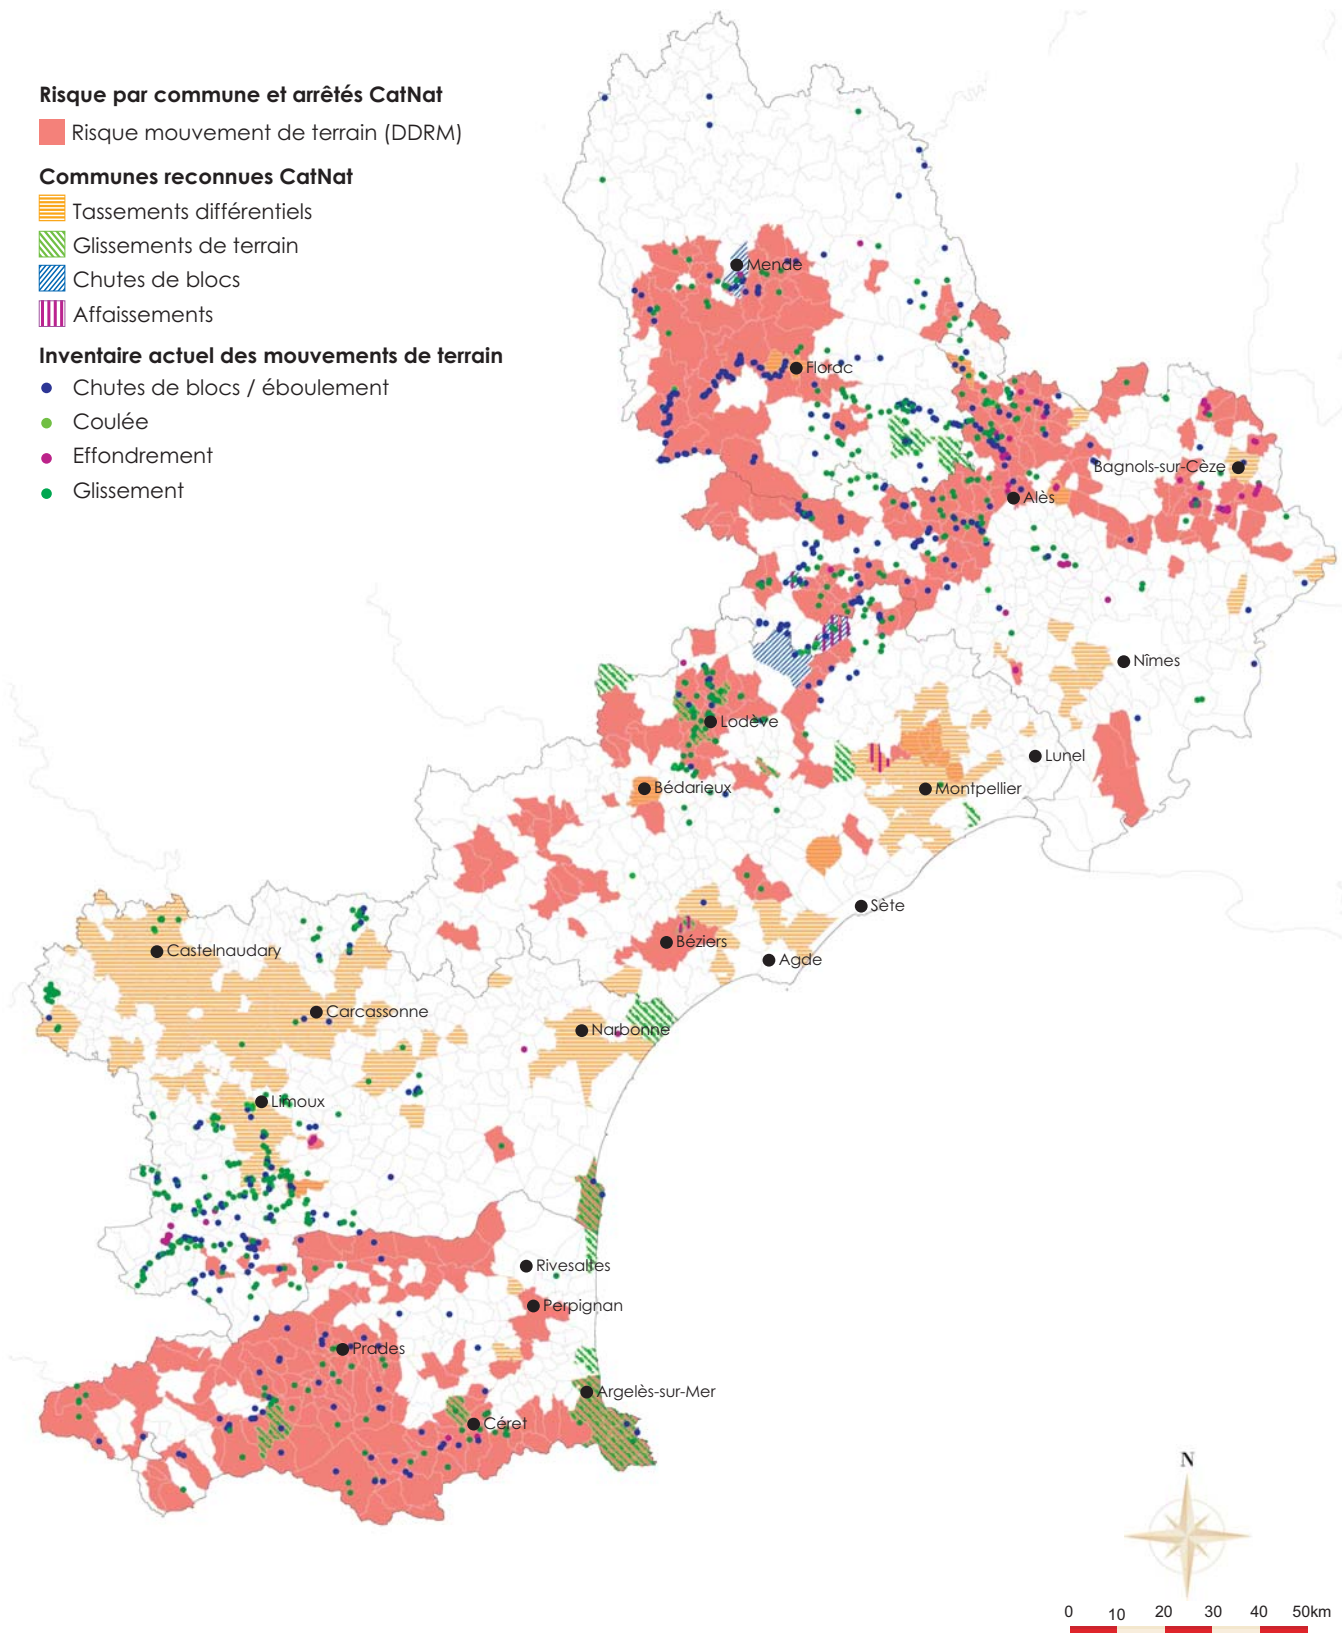 Risque par commune et arrêtés CatNat
Risque mouvement de terrain (DDRM)
Communes reconnues CatNat
Tassements différentiels
Glissements de terrain
Chutes de blocs
Affaissements
Inventaire actuel des mouvements de terrain
Chutes de blocs / éboulement
Coulée
Effondrement
Glissement
Mende
Florac
Bagnols-sur-Cèze
Alès
Nîmes
Lodève
Lunel
Bédarieux
Montpellier
Sète
Béziers
Castelnaudary
Agde
Carcassonne
Narbonne
Limoux
Rivesaltes
Perpignan
Prades
Argelès-sur-Mer
Céret
N
0 10 20 30 40 50km